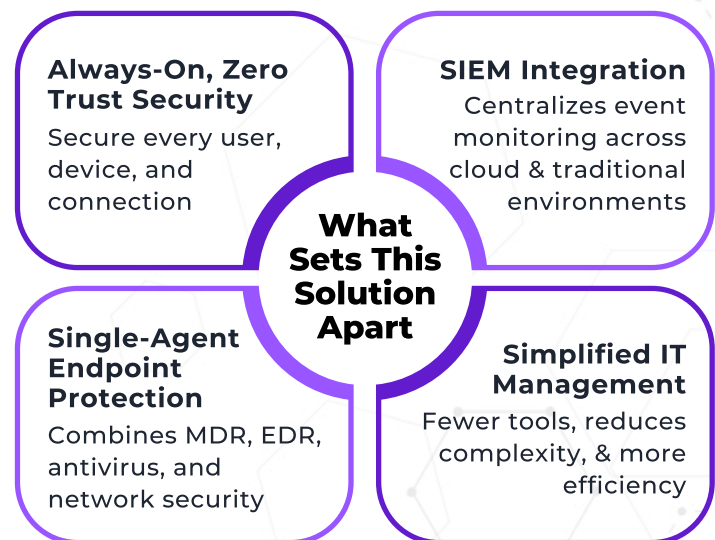 Always-On, Zero
Trust Security
Secure every user,
device, and
connection
SIEM Integration
Centralizes event
monitoring across
cloud & traditional
environments
What
Sets This
Solution
Apart
Single-Agent
Endpoint
Protection
Combines MDR, EDR,
antivirus, and
network security
Simplified IT
Management
Fewer tools, reduces
complexity, & more
efficiency